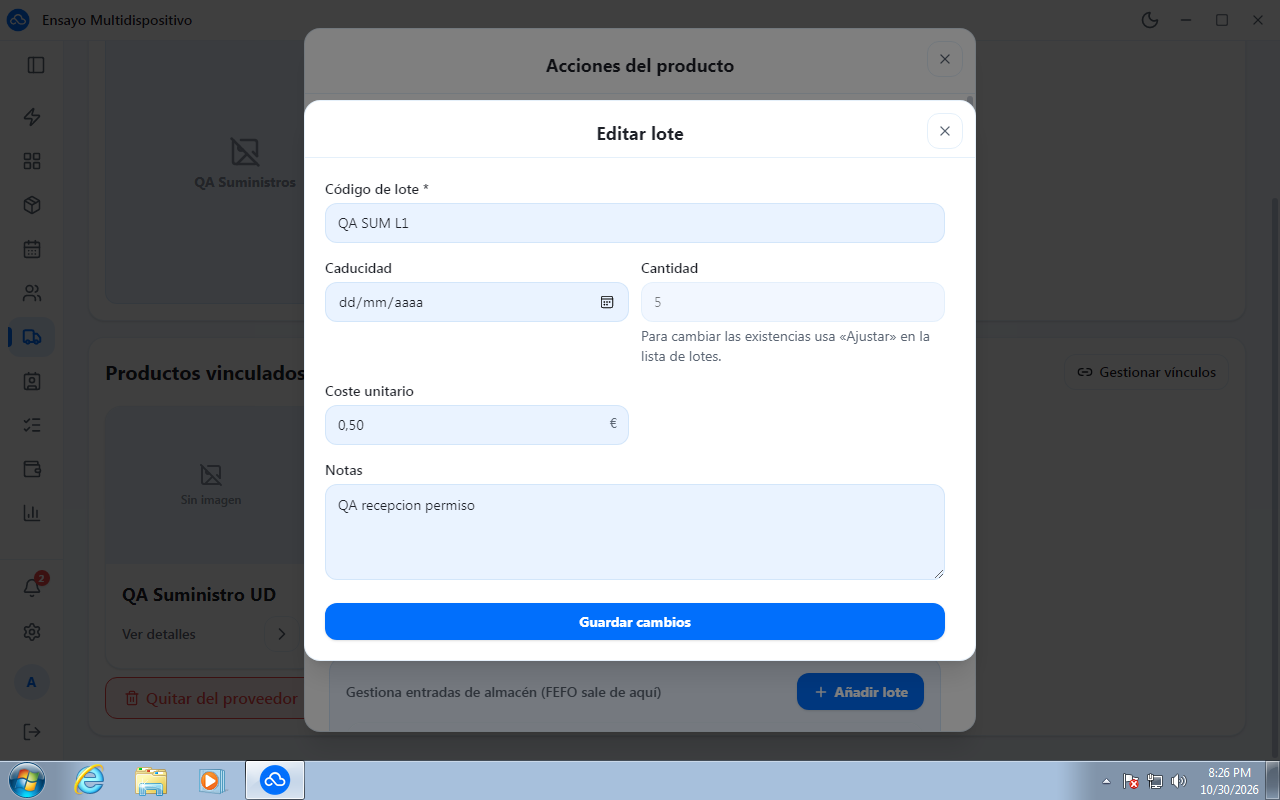 Ensayo Multidispositivo
Acciones del producto
QA Suministros
Editar lote
Código de lote *
QA SUM L1
Caducidad
Cantidad
dd/mm/aaaa
5
Para cambiar las existencias usa «Ajustar» en la
lista de lotes.
Productos vinculados
Gestionar vínculos
Coste unitario
0,50
€
Notas
QA recepcion permiso
Sin imagen
QA Suministro UD
Ver detalles
Guardar cambios
2
A
Quitar del proveedor
Gestiona entradas de almacén (FEFO sale de aquí)
+ Añadir lote
8:26 PM
10/30/2026